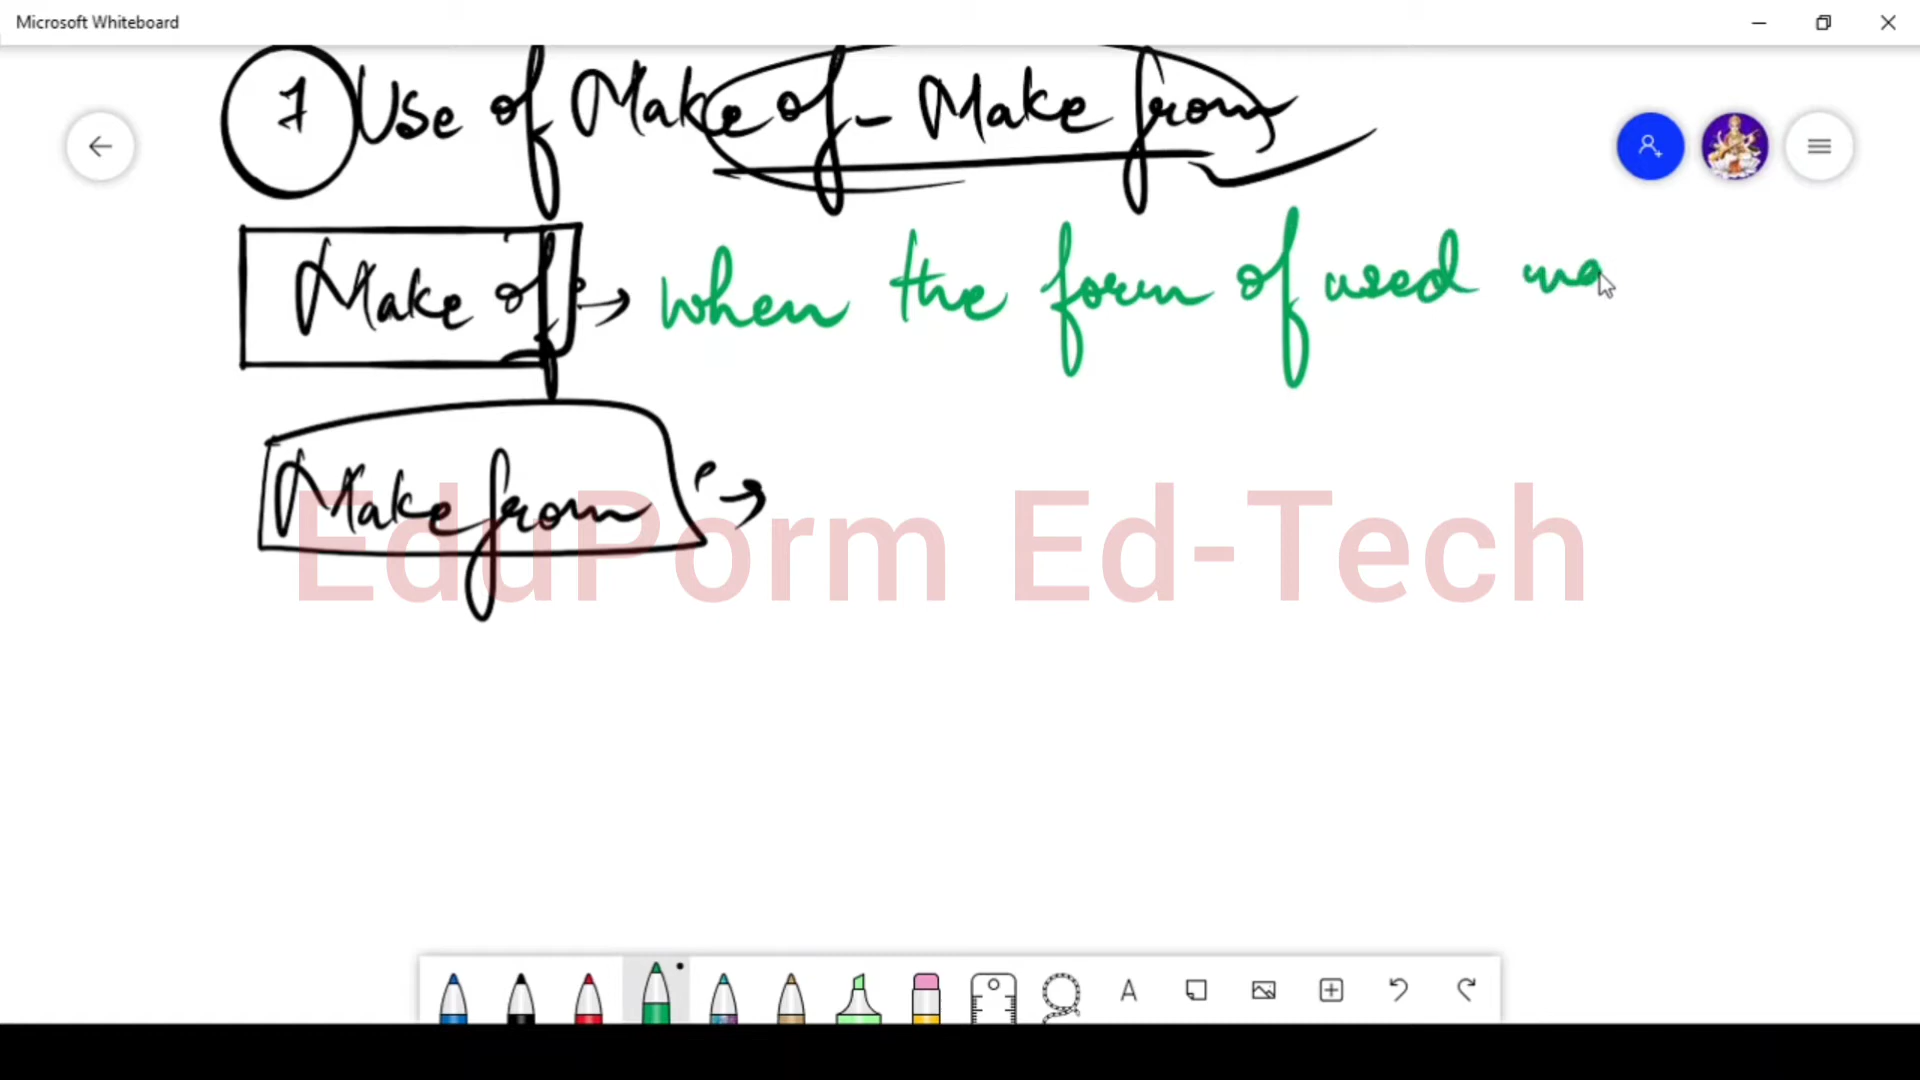 Microsoft Whiteboard
7 Use of Make of - Make from
Make of → when the form of used
Make from →
EduPorm Ed-Tech